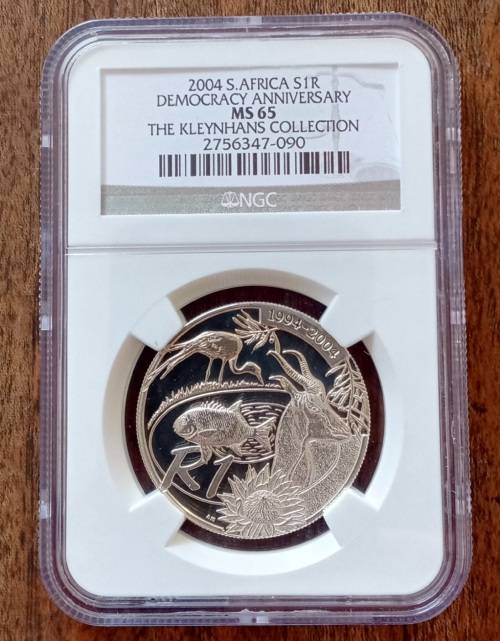 2004 S.AFRICA S1R
DEMOCRACY ANNIVERSARY
MS 65
THE KLEYNHANS COLLECTION
2756347-090
NGC
1994-2004
R1